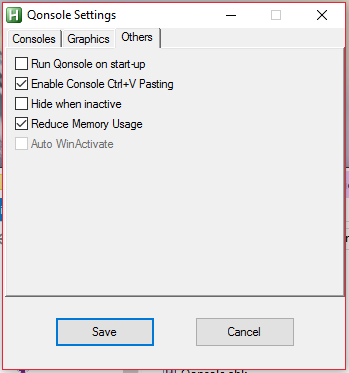 Qonsole Settings
Consoles Graphics Others
Run Qonsole on start-up
Enable Console Ctrl+V Pasting
Hide when inactive
Reduce Memory Usage
Auto WinActivate
Save Cancel